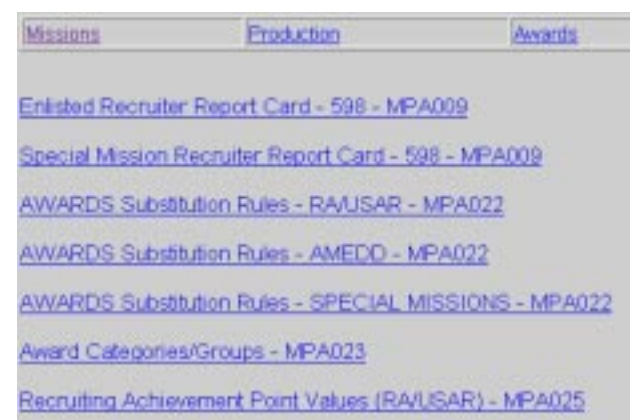 Missions Production Awards
Enlisted Recruiter Report Card - 598 - MPA009
Special Mission Recruiter Report Card - 598 - MPA009
AWARDS Substitution Rules - RA/USAR - MPA022
AWARDS Substitution Rules - AMEDD - MPA022
AWARDS Substitution Rules - SPECIAL MISSIONS - MPA022
Award Categories/Groups - MPA023
Recruiting Achievement Point Values (RA/USAR) - MPA025